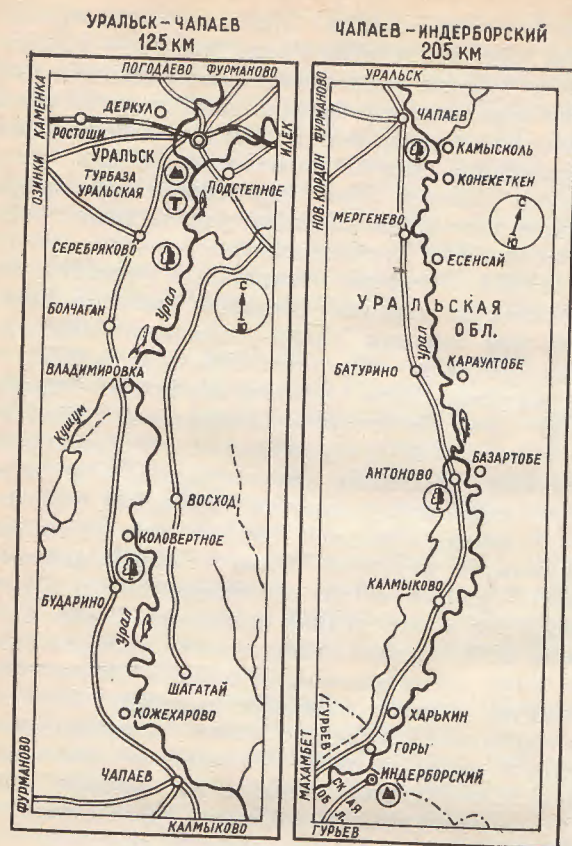 УРАЛЬСК–ЧАПАЕВ
125 КМ
ПОГОДАЕВО ФУРМАНОВО
КАМЕНКА
ОЗИНКИ
ИЛЕК
ДЕРКУЛ
РОСТОШИ
УРАЛЬСК
ТУРБАЗА
УРАЛЬСКАЯ
Т
ПОДСТЕПНОЕ
СЕРЕБРЯКОВО
Урал
С
Ю
БОЛЧАГАН
ВЛАДИМИРОВКА
Кушум
ВОСХОД
КОЛОВЕРТНОЕ
БУДАРИНО
Урал
ШАГАТАЙ
КОЖЕХАРОВО
ЧАПАЕВ
ФУРМАНОВО
КАЛМЫКОВО
ЧАПАЕВ–ИНДЕРБОРСКИЙ
205 КМ
УРАЛЬСК
ФУРМАНОВО
НОВ. КОРДОН
ЧАПАЕВ
КАМЫСКОЛЬ
КОНЕКЕТКЕН
МЕРГЕНЕВО
С
Ю
ЕСЕНСАЙ
УРАЛЬСКАЯ
ОБЛ.
Урал
БАТУРИНО
КАРАУЛТОБЕ
БАЗАРТОБЕ
АНТОНОВО
КАЛМЫКОВО
ХАРЬКИН
ГОРЫ
ИНДЕРБОРСКИЙ
ГУРЬЕВ
СКАЯ
ОБЛ.
МАХАМБЕТ
ГУРЬЕВ